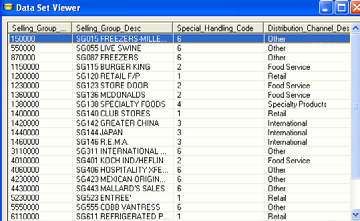 Data Set Viewer
Selling_Group_... Selling_Group_Desc Special_Handling_Code Distribution_Channel_Des
150000 SG015 FREEZERS-MILLE... 6 Other
550000 SG055 LIVE SWINE 6 Other
870000 SG087 FREEZERS 6 Other
1150000 SG115 BURGER KING 2 Food Service
1200000 SG120 RETAIL F/P 1 Retail
1230000 SG123 STORE DOOR 2 Food Service
1360000 SG136 MCDONALDS 2 Food Service
1380000 SG138 SPECIALTY FOODS 4 Specialty Products
1400000 SG140 CLUB STORES 1 Retail
1420000 SG142 GREATER CHINA 3 International
1440000 SG144 JAPAN 3 International
1460000 SG146 R.E.M.A. 3 International
3110000 SG311 INTERNATIONAL ... 6 Other
4010000 SG401 KOCH IND/HEFLIN 2 Food Service
4060000 SG406 HOSPITALITY XFE... 6 Other
4230000 SG423 MEXICAN ORIGIN... 6 Other
4430000 SG443 MALLARD'S SALES 6 Other
5230000 SG523 ENTREE' 1 Retail
5550000 SG555 COBB VANTRESS 6 Other
6110000 SG611 REFRIGERATED P... 1 Retail